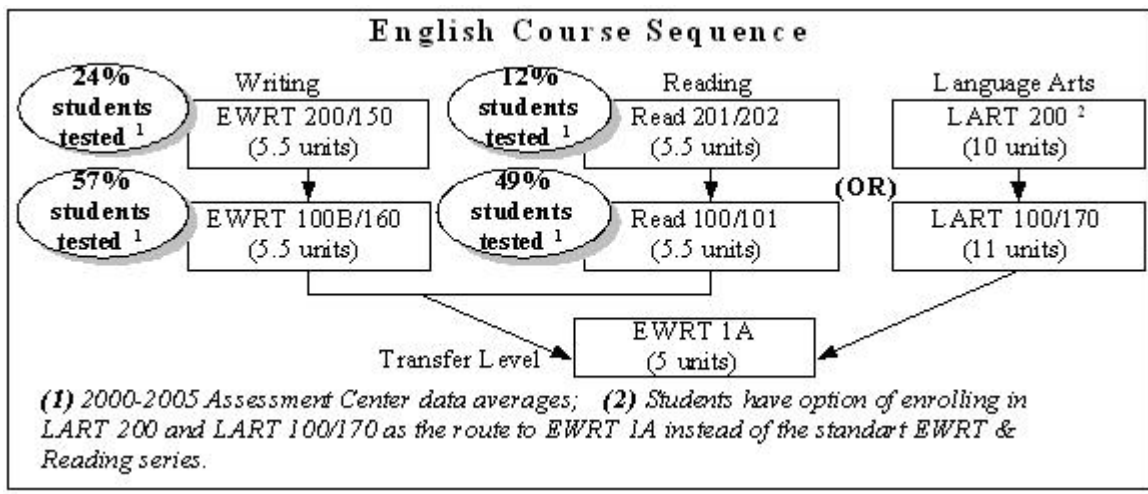 English Course Sequence
24%
students
tested 1
Writing
EWRT 200/150
(5.5 units)
12%
students
tested 1
Reading
Read 201/202
(5.5 units)
Language Arts
LART 200 2
(10 units)
57%
students
tested 1
EWRT 100B/160
(5.5 units)
49%
students
tested 1
Read 100/101
(5.5 units)
(OR)
LART 100/170
(11 units)
Transfer Level
EWRT 1A
(5 units)
(1) 2000-2005 Assessment Center data averages; (2) Students have option of enrolling in
LART 200 and LART 100/170 as the route to EWRT 1A instead of the standart EWRT &
Reading series.